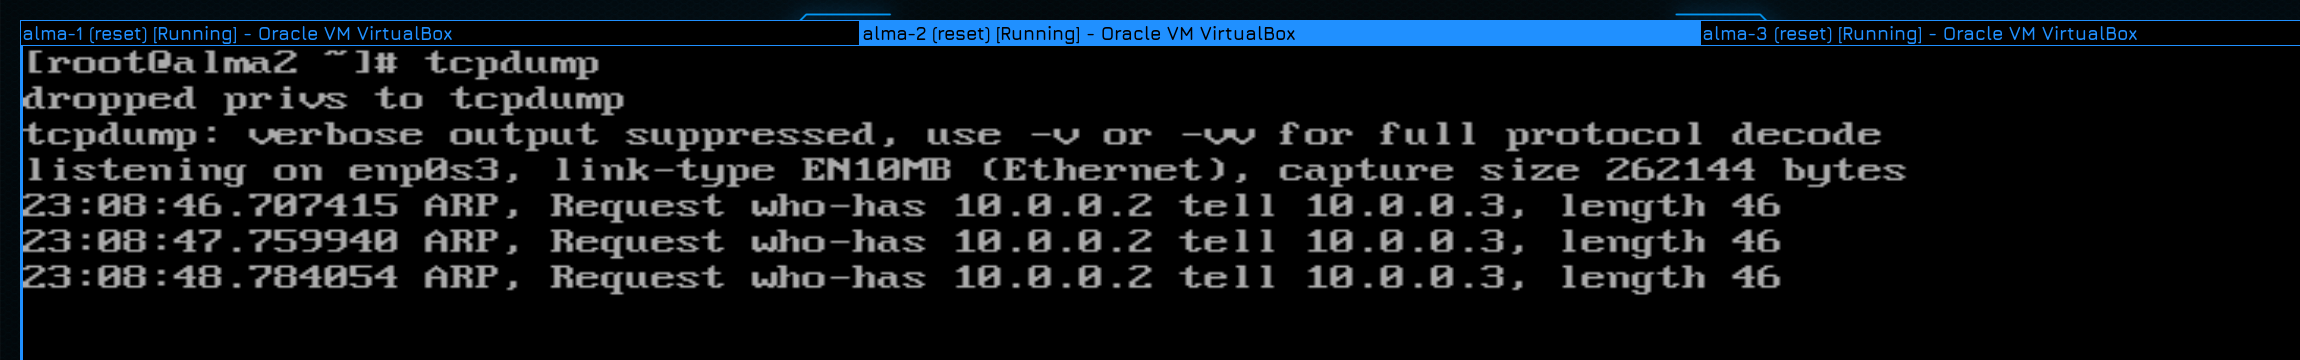 alma-1 (reset) [Running] - Oracle VM VirtualBox
alma-2 (reset) [Running] - Oracle VM VirtualBox
alma-3 (reset) [Running] - Oracle VM VirtualBox
[root@alma2 ~]# tcpdump
dropped privs to tcpdump
tcpdump: verbose output suppressed, use -v or -vv for full protocol decode
listening on enp0s3, link-type EN10MB (Ethernet), capture size 262144 bytes
23:08:46.707415 ARP, Request who-has 10.0.0.2 tell 10.0.0.3, length 46
23:08:47.759940 ARP, Request who-has 10.0.0.2 tell 10.0.0.3, length 46
23:08:48.784054 ARP, Request who-has 10.0.0.2 tell 10.0.0.3, length 46